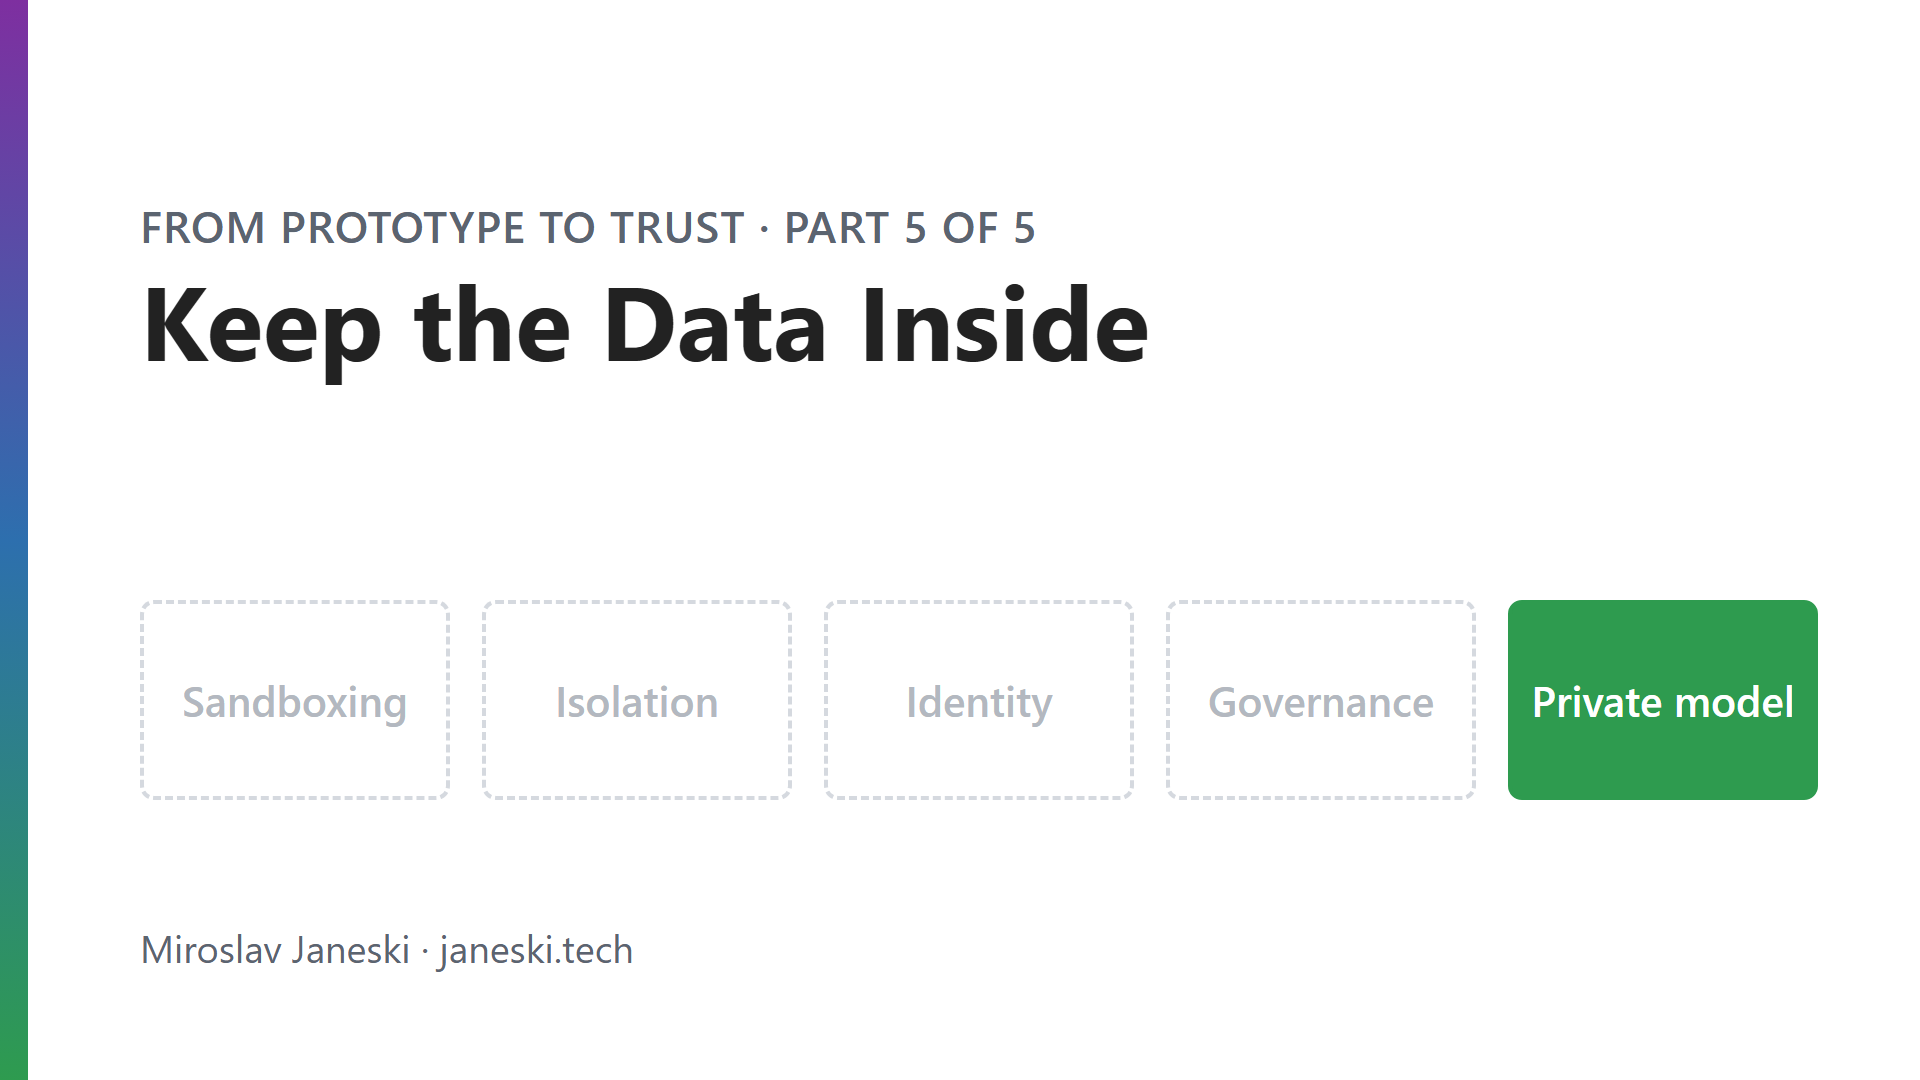 FROM PROTOTYPE TO TRUST · PART 5 OF 5
Keep the Data Inside
Sandboxing
Isolation
Identity
Governance
Private model
Miroslav Janeski · janeski.tech